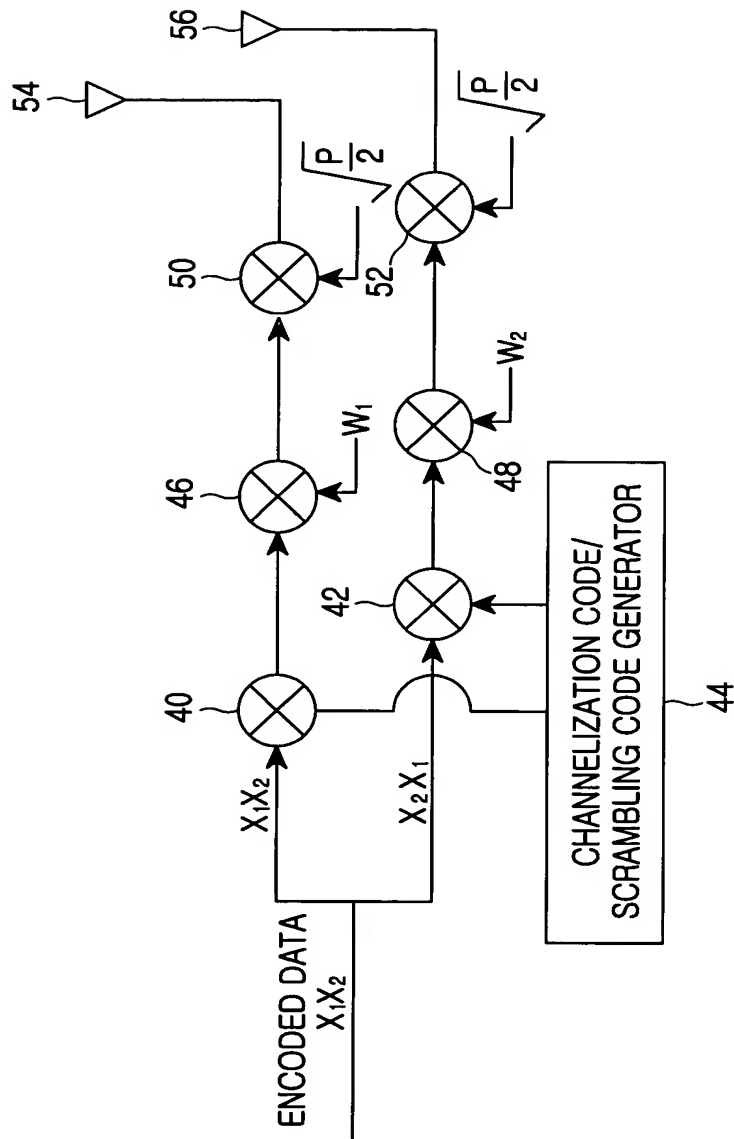 54
56
√P/2
50
√P/2
52
46
W1
W2
48
42
40
X1X2
X2X1
ENCODED DATA
X1X2
CHANNELIZATION CODE/
SCRAMBLING CODE GENERATOR
44